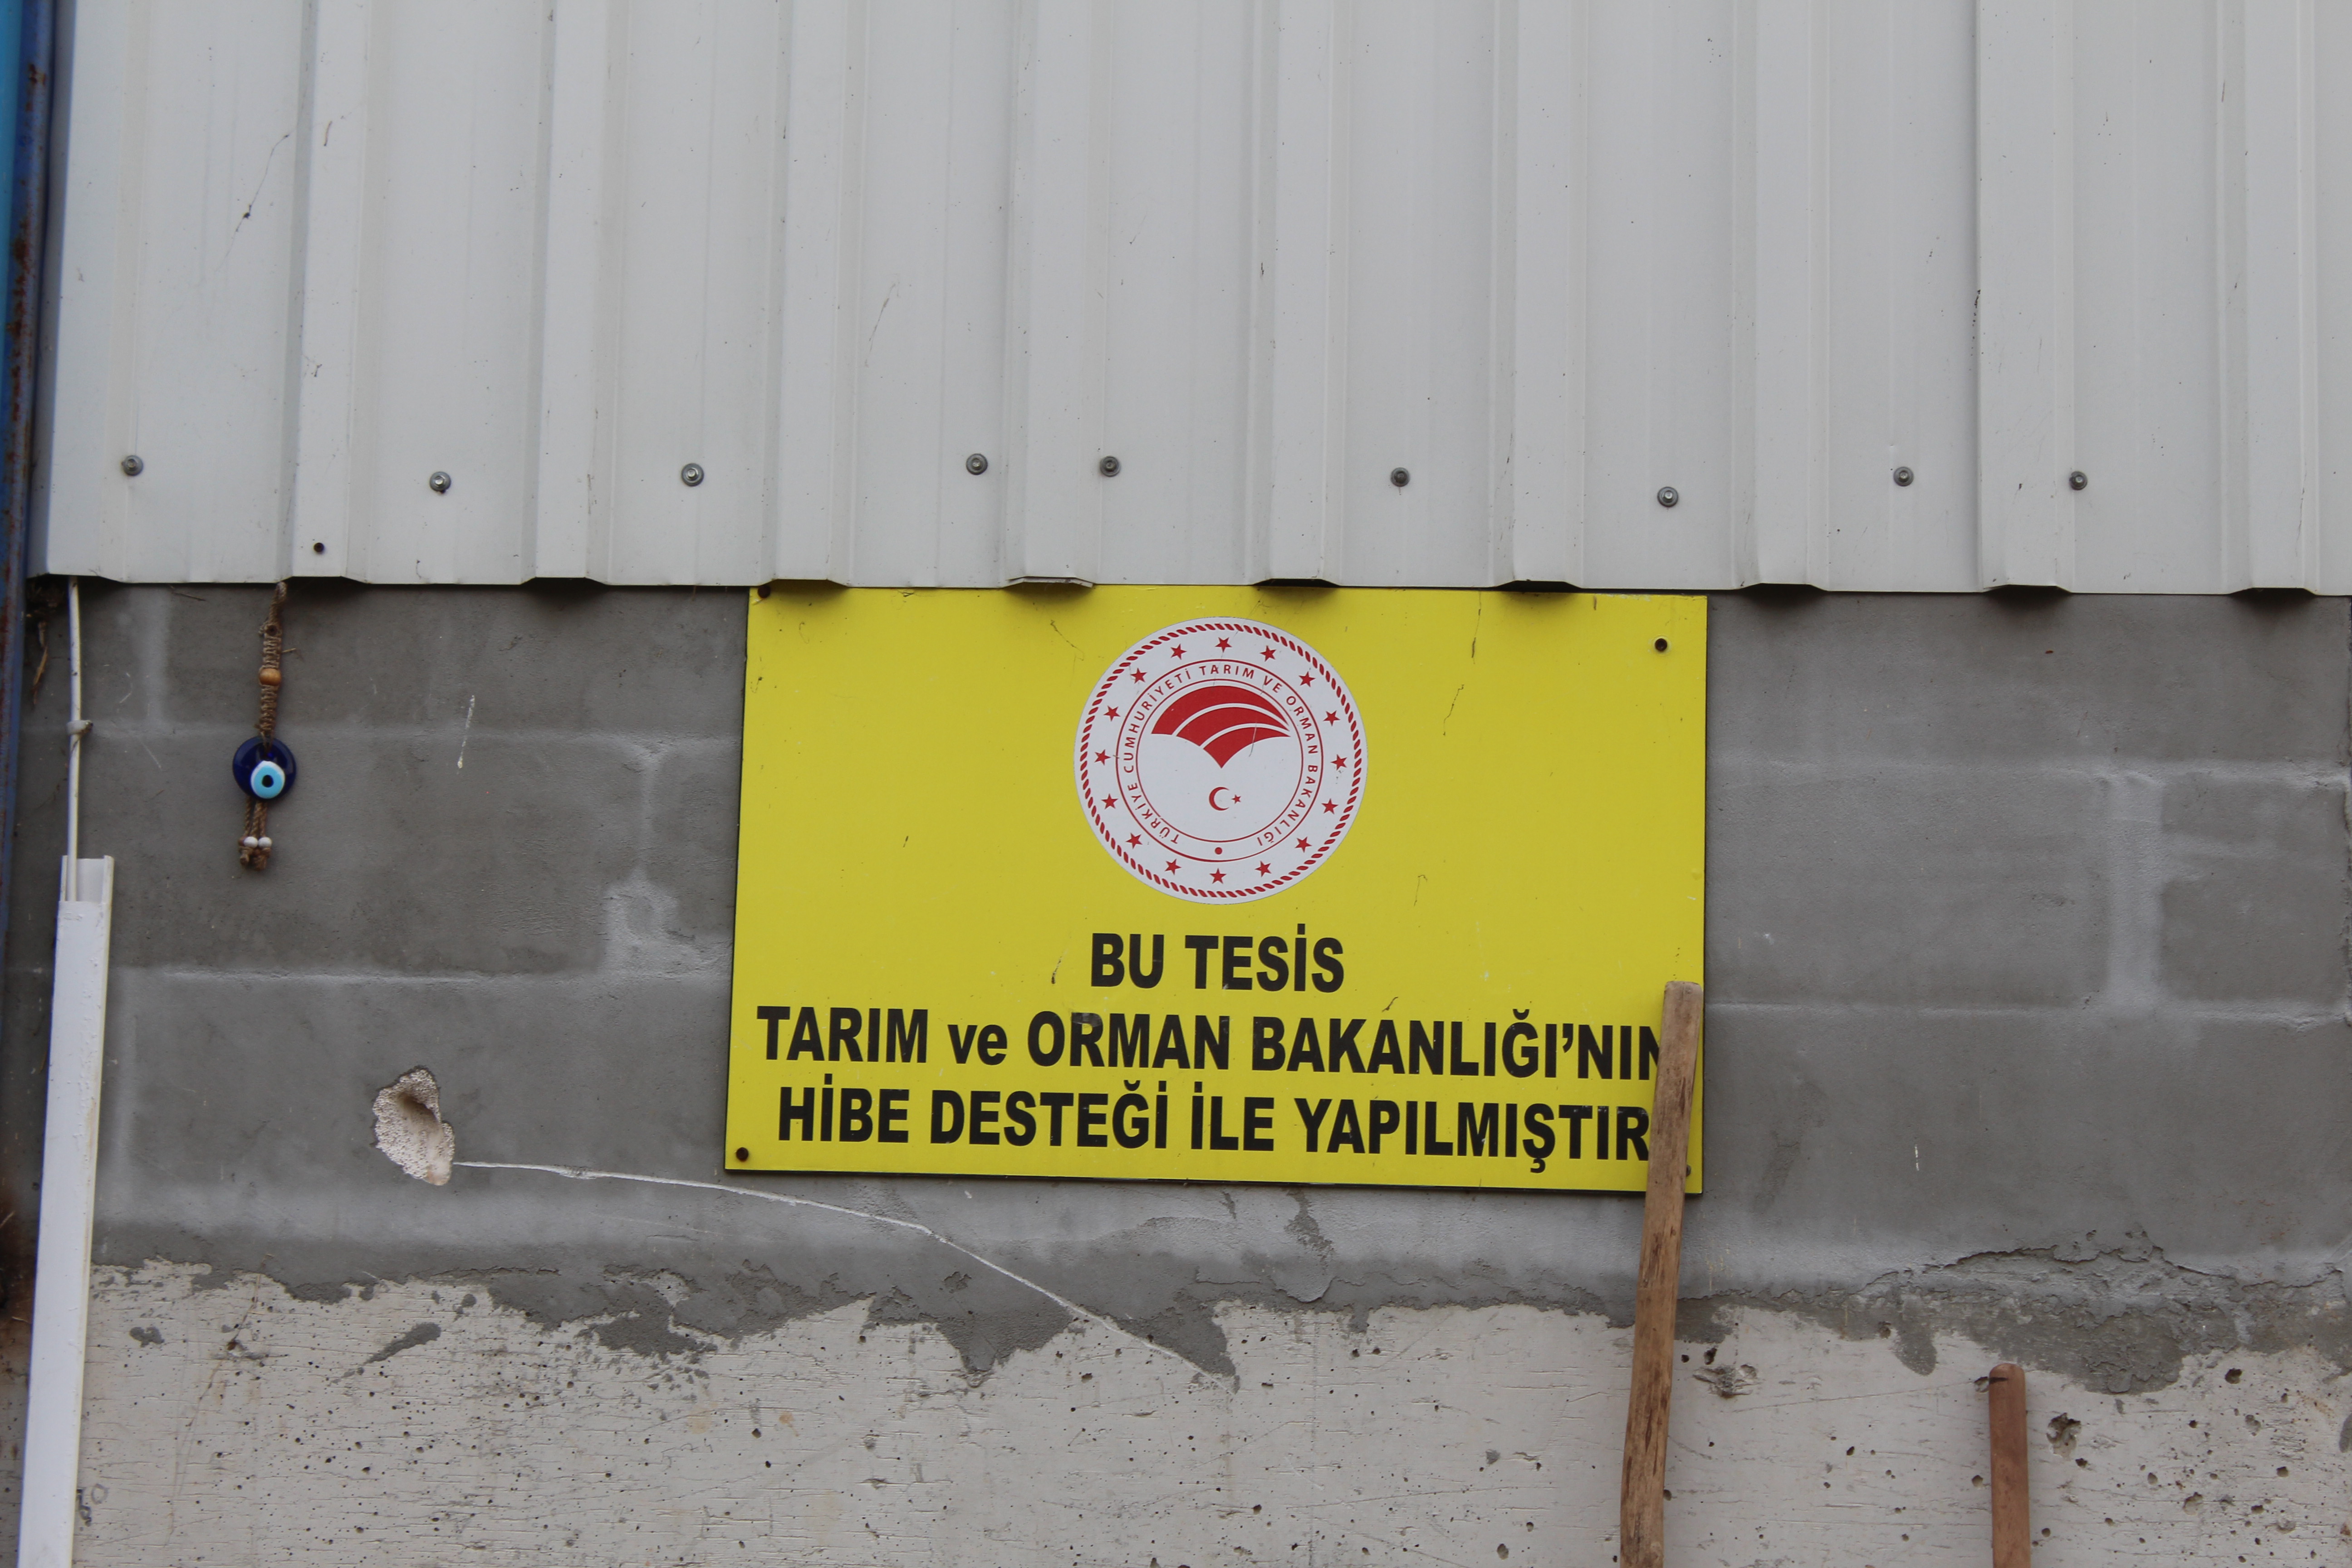 TÜRKİYE CUMHURİYETİ TARIM VE ORMAN BAKANLIĞI
BU TESİS
TARIM ve ORMAN BAKANLIĞI'NIN
HİBE DESTEĞİ İLE YAPILMIŞTIR